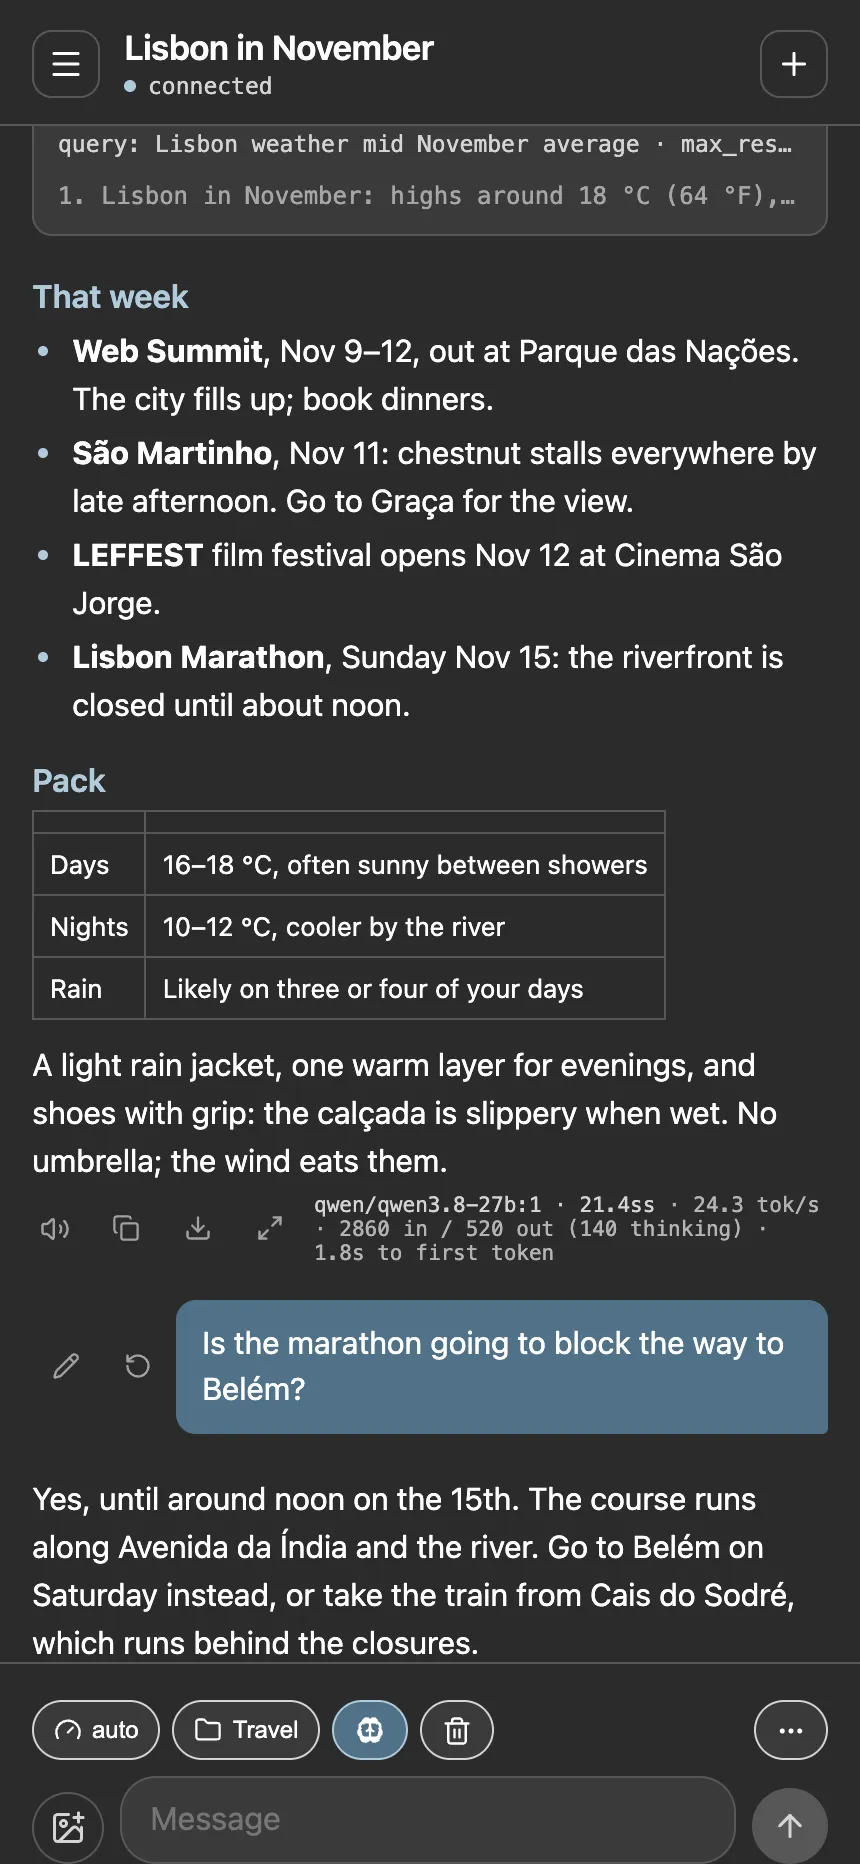 Lisbon in November
connected
query: Lisbon weather mid November average · max_res…
1. Lisbon in November: highs around 18 °C (64 °F),…
That week
• Web Summit, Nov 9–12, out at Parque das Nações.
The city fills up; book dinners.
• São Martinho, Nov 11: chestnut stalls everywhere by
late afternoon. Go to Graça for the view.
• LEFFEST film festival opens Nov 12 at Cinema São
Jorge.
• Lisbon Marathon, Sunday Nov 15: the riverfront is
closed until about noon.
Pack
Days 16–18 °C, often sunny between showers
Nights 10–12 °C, cooler by the river
Rain Likely on three or four of your days
A light rain jacket, one warm layer for evenings, and
shoes with grip: the calçada is slippery when wet. No
umbrella; the wind eats them.
qwen/qwen3.8-27b:1 · 21.4ss · 24.3 tok/s
· 2860 in / 520 out (140 thinking) ·
1.8s to first token
Is the marathon going to block the way to
Belém?
Yes, until around noon on the 15th. The course runs
along Avenida da Índia and the river. Go to Belém on
Saturday instead, or take the train from Cais do Sodré,
which runs behind the closures.
auto Travel
Message